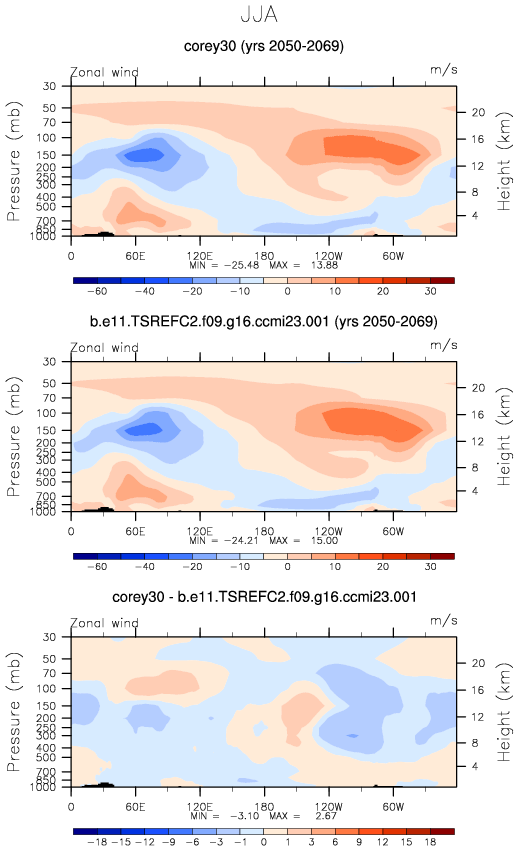 JJA
corey30 (yrs 2050-2069)
Zonal wind m/s
Pressure (mb)
30
50
70
100
150
200
250
300
400
500
700
850
1000
20
16
12
8
4
Height (km)
0 60E 120E 180 120W 60W
MIN = -25.48 MAX = 13.88
-60 -40 -20 -10 0 10 20 30
b.e11.TSREFC2.f09.g16.ccmi23.001 (yrs 2050-2069)
Zonal wind m/s
Pressure (mb)
30
50
70
100
150
200
250
300
400
500
700
850
1000
20
16
12
8
4
Height (km)
0 60E 120E 180 120W 60W
MIN = -24.21 MAX = 15.00
-60 -40 -20 -10 0 10 20 30
corey30 - b.e11.TSREFC2.f09.g16.ccmi23.001
Zonal wind m/s
Pressure (mb)
30
50
70
100
150
200
250
300
400
500
700
850
1000
20
16
12
8
4
Height (km)
0 60E 120E 180 120W 60W
MIN = -3.10 MAX = 2.67
-18 -15 -12 -9 -6 -3 -1 0 1 3 6 9 12 15 18